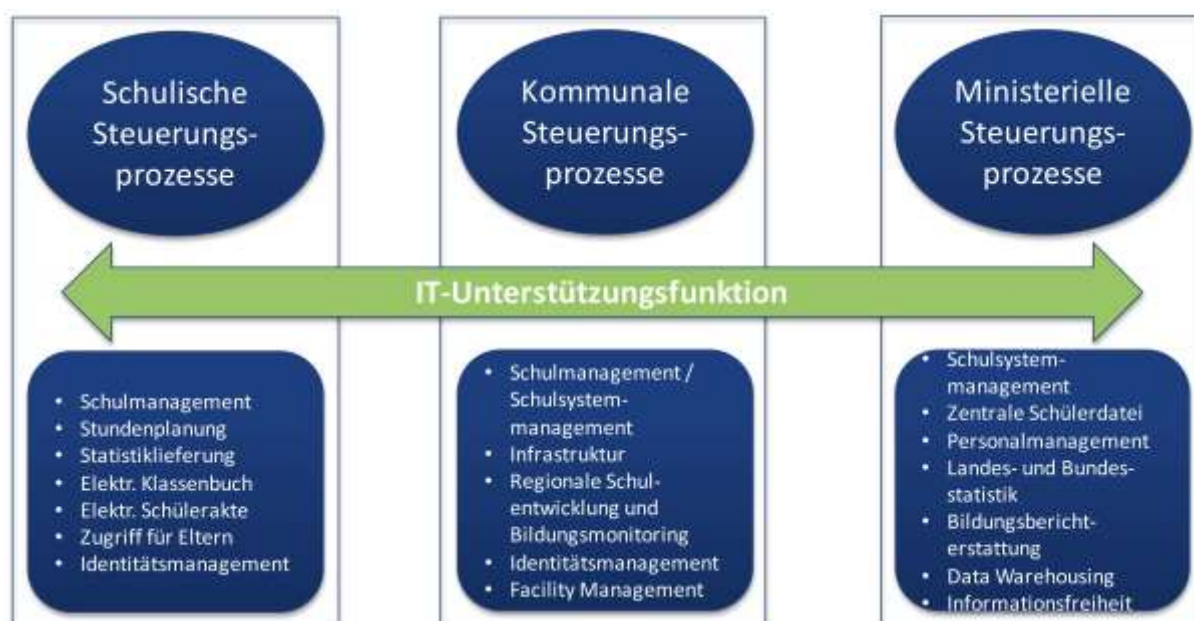 Schulische
Steuerungs-
prozesse
Kommunale
Steuerungs-
prozesse
Ministerielle
Steuerungs-
prozesse
IT-Unterstützungsfunktion
• Schulmanagement
• Stundenplanung
• Statistiklieferung
• Elektr. Klassenbuch
• Elektr. Schülerakte
• Zugriff für Eltern
• Identitätsmanagement
• Schulmanagement /
Schulsystem-
management
• Infrastruktur
• Regionale Schul-
entwicklung und
Bildungsmonitoring
• Identitätsmanagement
• Facility Management
• Schulsystem-
management
• Zentrale Schülerdatei
• Personalmanagement
• Landes- und Bundes-
statistik
• Bildungsbericht-
erstattung
• Data Warehousing
• Informationsfreiheit